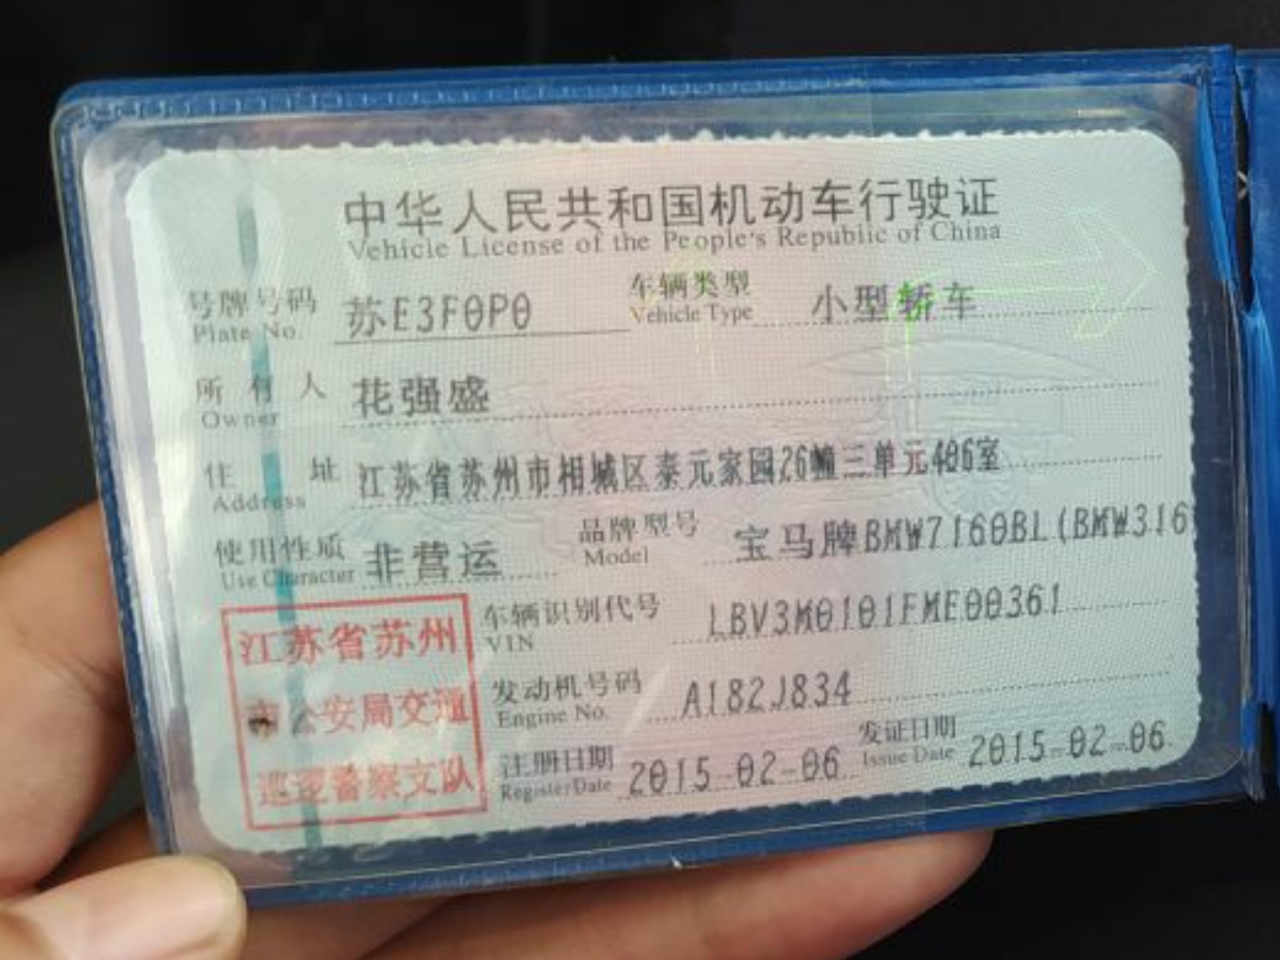 中华人民共和国机动车行驶证
Vehicle License of the People's Republic of China
号牌号码 苏E3F0P0 车辆类型 小型轿车
Plate No. Vehicle Type
所有人 花强盛
Owner
住址 江苏省苏州市相城区泰元家园26幢三单元406室
Address
使用性质 非营运 品牌型号 宝马牌BMW7160BL(BMW316
Use Character Model
江苏省苏州
市公安局交通
巡逻警察支队
车辆识别代号 LBV3M0101FME00361
VIN
发动机号码 A182J834
Engine No.
注册日期 2015-02-06 发证日期 2015-02-06
Register Date Issue Date